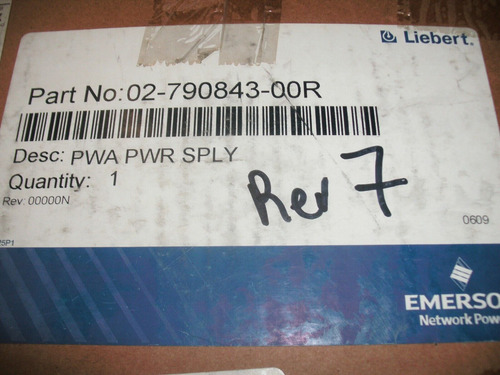 Liebert.
Part No: 02-790843-00R
Desc: PWA PWR SPLY
Quantity: 1
Rev: 00000N
Rev 7
0609
EMERSO
Network Powe